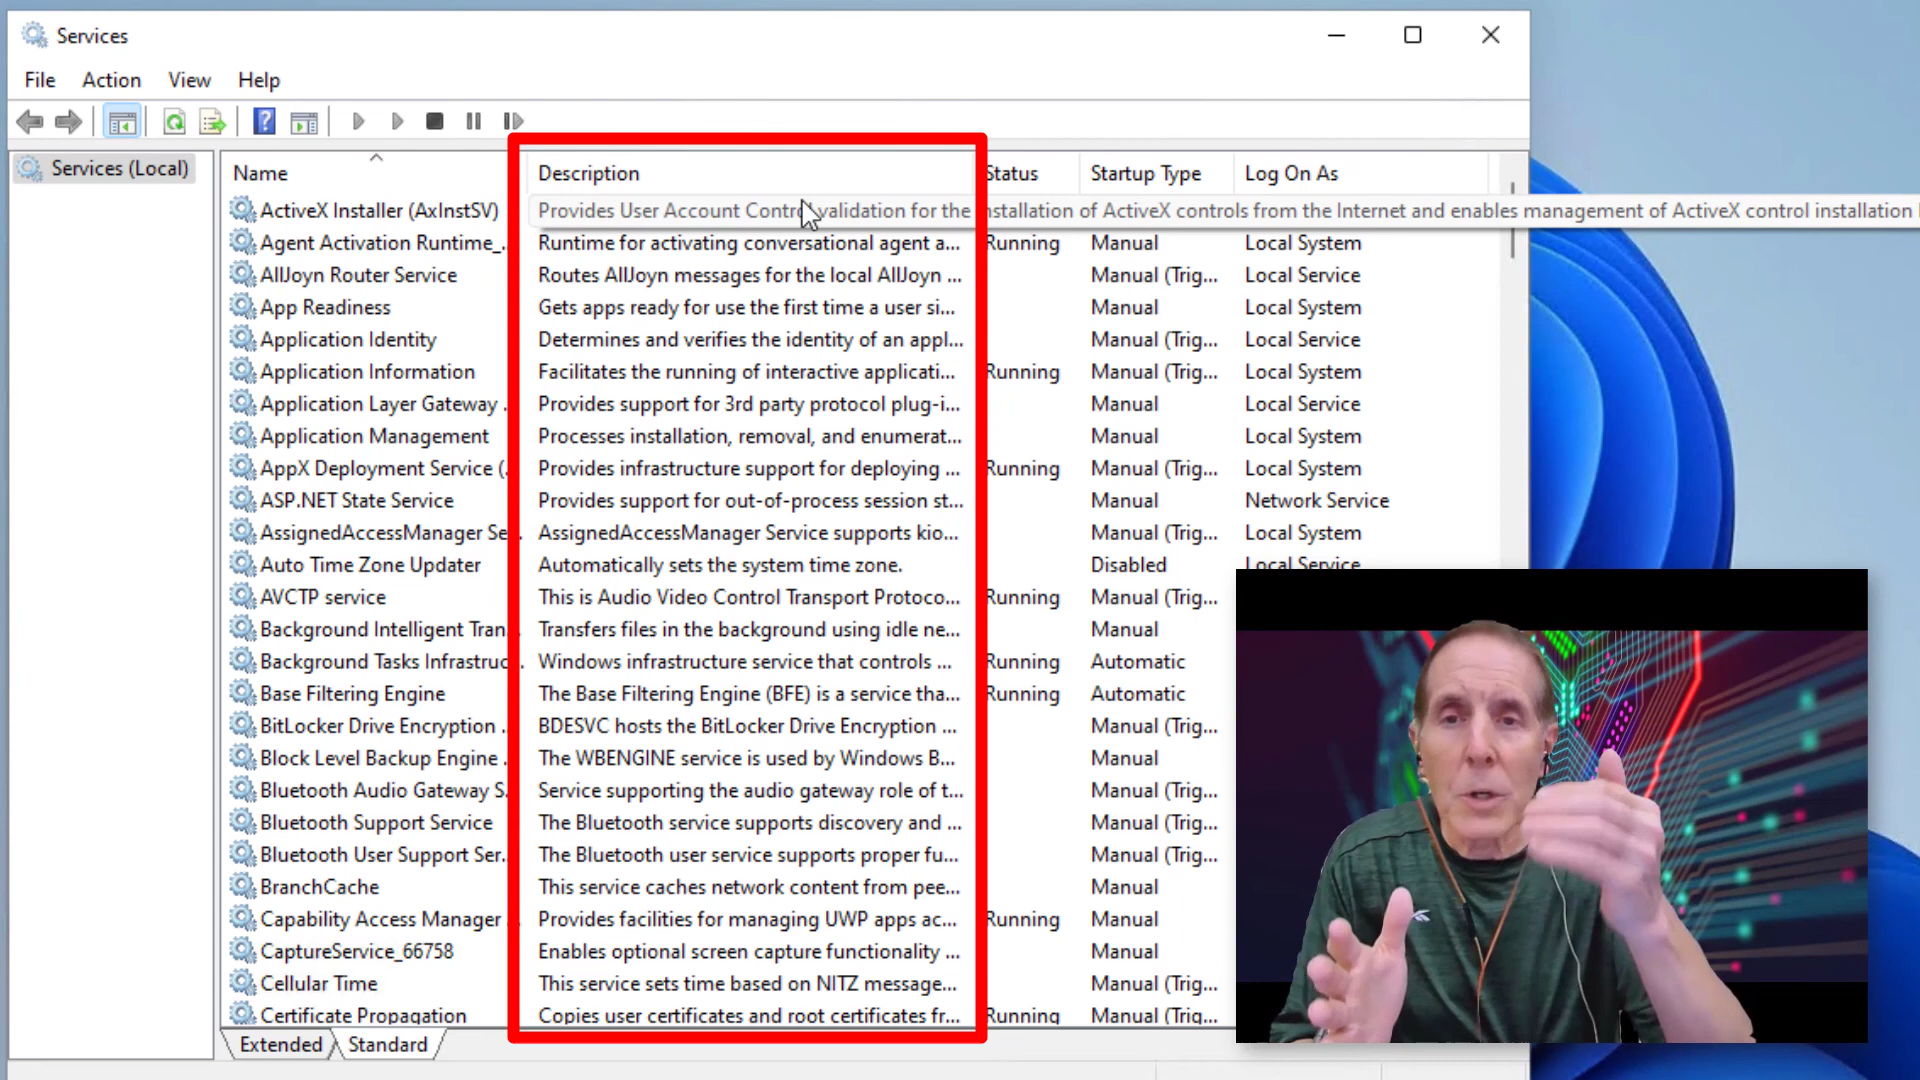 Services
File Action View Help
Services (Local)
Name Description Status Startup Type Log On As
ActiveX Installer (AxInstSV) Provides User Account Control validation for the installation of ActiveX controls from the Internet and enables management of ActiveX control installation
Agent Activation Runtime_... Runtime for activating conversational agent a... Running Manual Local System
AllJoyn Router Service Routes AllJoyn messages for the local AllJoyn ... Manual (Trig... Local Service
App Readiness Gets apps ready for use the first time a user si... Manual Local System
Application Identity Determines and verifies the identity of an appl... Manual (Trig... Local Service
Application Information Facilitates the running of interactive applicati... Running Manual (Trig... Local System
Application Layer Gateway ... Provides support for 3rd party protocol plug-i... Manual Local Service
Application Management Processes installation, removal, and enumerat... Manual Local System
AppX Deployment Service (... Provides infrastructure support for deploying ... Running Manual (Trig... Local System
ASP.NET State Service Provides support for out-of-process session st... Manual Network Service
AssignedAccessManager Se... AssignedAccessManager Service supports kio... Manual (Trig... Local System
Auto Time Zone Updater Automatically sets the system time zone. Disabled Local Service
AVCTP service This is Audio Video Control Transport Protoco... Running Manual (Trig...
Background Intelligent Tran... Transfers files in the background using idle ne... Manual
Background Tasks Infrastruc... Windows infrastructure service that controls ... Running Automatic
Base Filtering Engine The Base Filtering Engine (BFE) is a service tha... Running Automatic
BitLocker Drive Encryption ... BDESVC hosts the BitLocker Drive Encryption ... Manual (Trig...
Block Level Backup Engine ... The WBENGINE service is used by Windows B... Manual
Bluetooth Audio Gateway S... Service supporting the audio gateway role of t... Manual (Trig...
Bluetooth Support Service The Bluetooth service supports discovery and ... Manual (Trig...
Bluetooth User Support Ser... The Bluetooth user service supports proper fu... Manual (Trig...
BranchCache This service caches network content from pee... Manual
Capability Access Manager ... Provides facilities for managing UWP apps ac... Running Manual
CaptureService_66758 Enables optional screen capture functionality ... Manual
Cellular Time This service sets time based on NITZ message... Manual (Trig...
Certificate Propagation Copies user certificates and root certificates fr... Running Manual (Trig...
Extended Standard